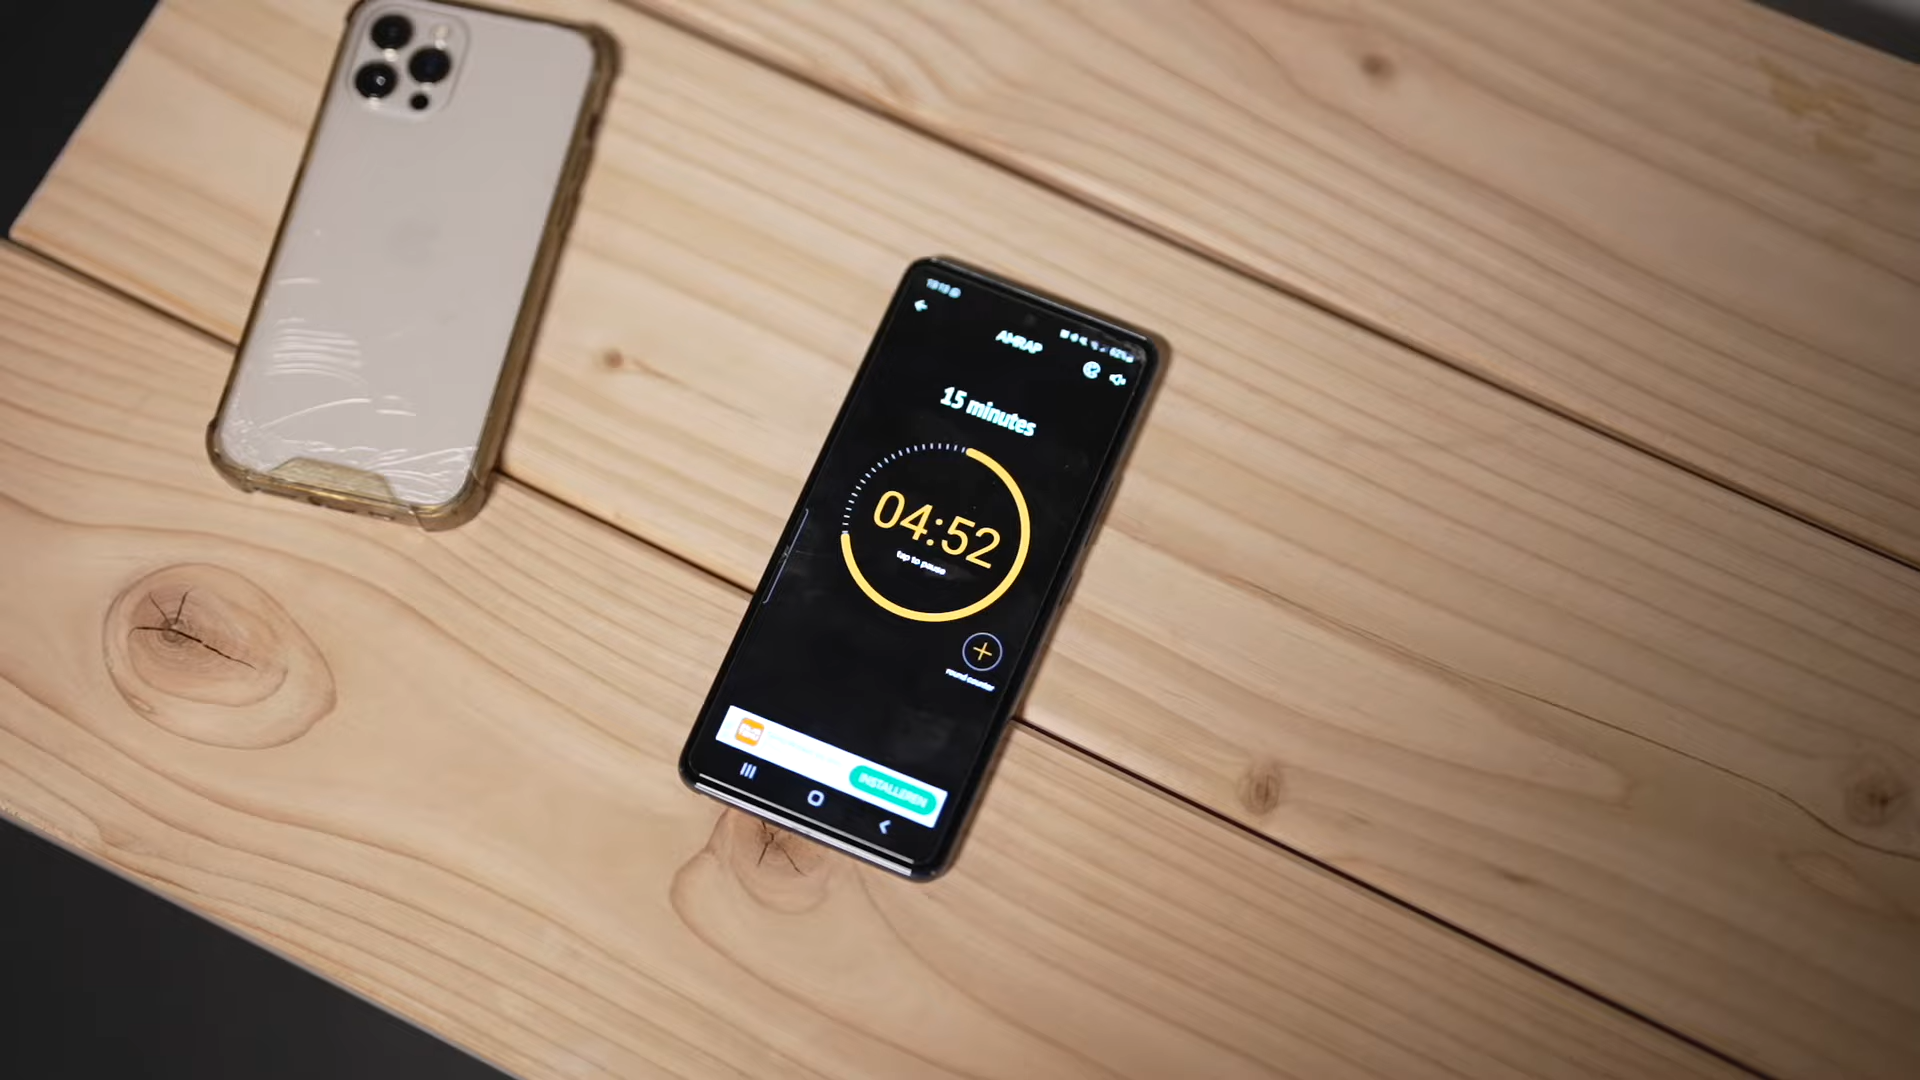 AMRAP
15 minutes
04:52
tap to pause
round counter
INSTALLEREN